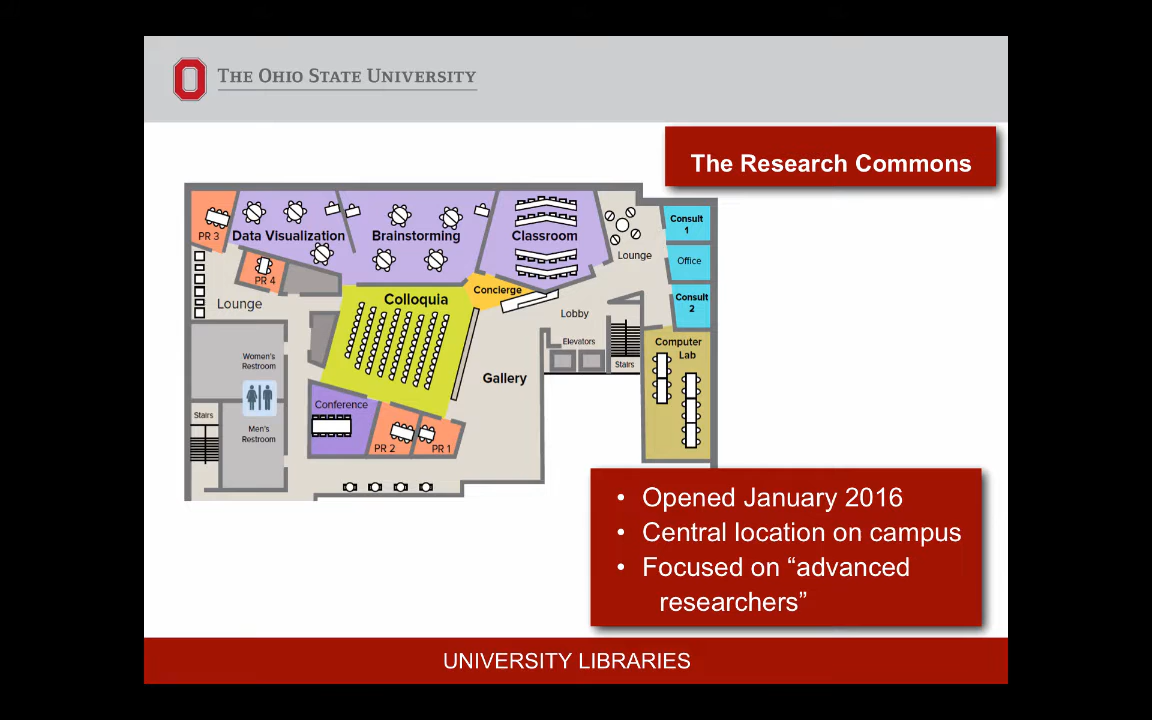 THE OHIO STATE UNIVERSITY
The Research Commons
PR 3
Data Visualization
Brainstorming
Classroom
Lounge
Consult
1
Office
Consult
2
PR 4
Lounge
Concierge
Colloquia
Lobby
Elevators
Stairs
Computer
Lab
Women's
Restroom
Gallery
Conference
Stairs
Men's
Restroom
PR 2
PR 1
• Opened January 2016
• Central location on campus
• Focused on “advanced
researchers”
UNIVERSITY LIBRARIES